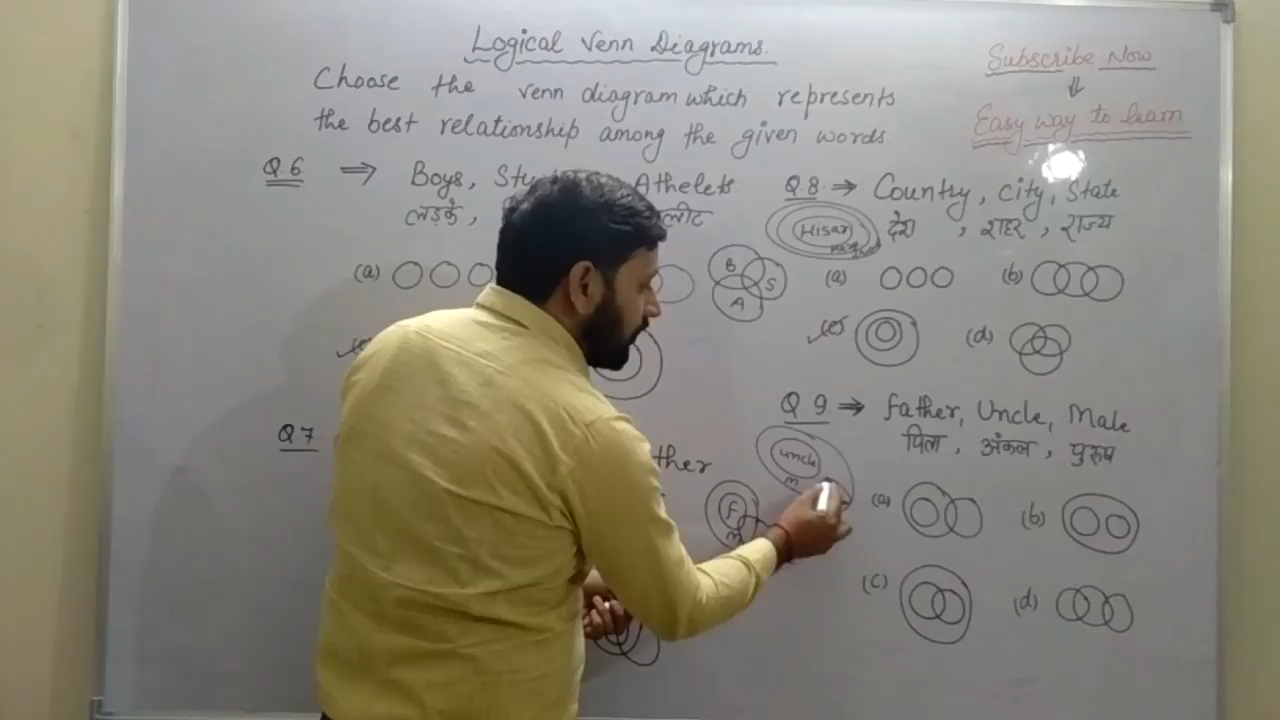 Logical Venn Diagrams.
Choose the venn diagram which represents
the best relationship among the given words.
Subscribe Now
⇓
Easy way to learn
Q.6 ⇒ Boys, Athelets
लड़के,
(a)
B
S
A
Q7
ther
F
M
Q.8 ⇒ Country, City, State
देश , शहर , राज्य
Hisar
(a) (b)
(c) (d)
Q 9 ⇒ father, Uncle, Male
पिता , अंकल , पुरुष
Uncle
m
(a) (b)
(c) (d)